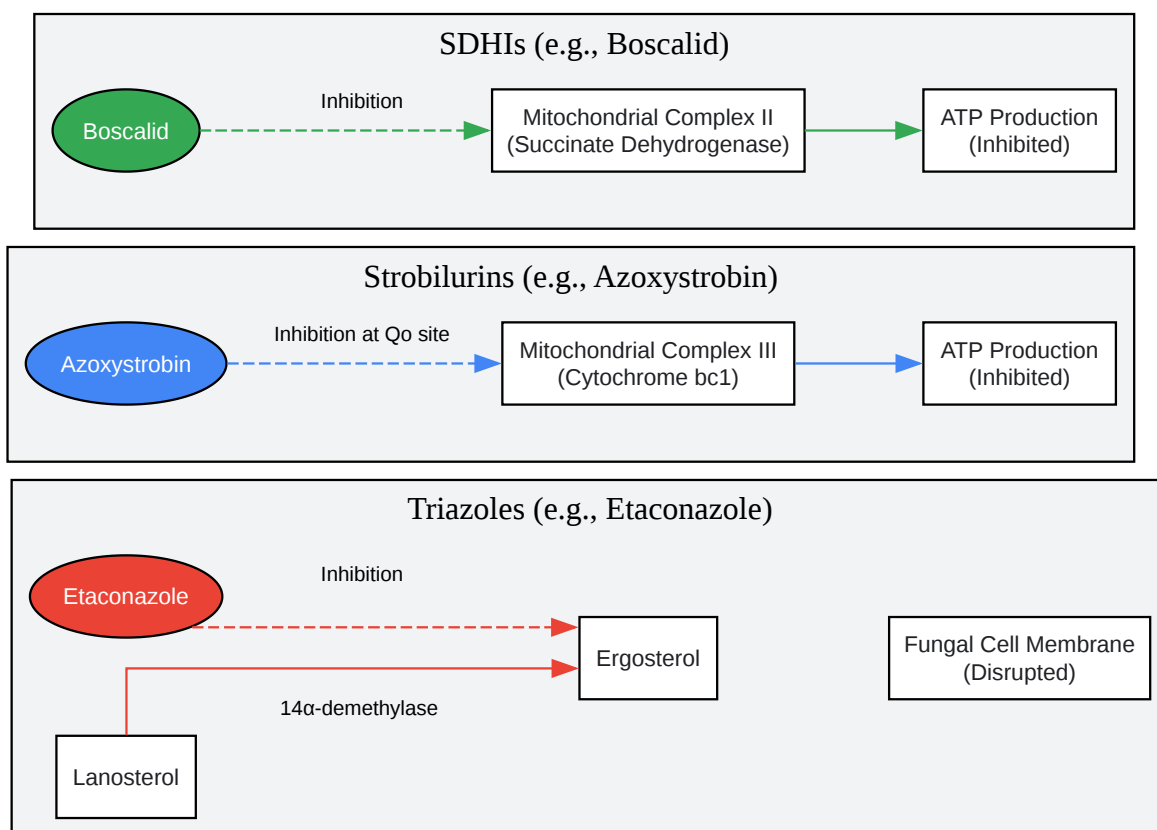 SDHIs (e.g., Boscalid)
Inhibition
Boscalid
Mitochondrial Complex II
(Succinate Dehydrogenase)
ATP Production
(Inhibited)
Strobilurins (e.g., Azoxystrobin)
Inhibition at Qo site
Azoxystrobin
Mitochondrial Complex III
(Cytochrome bc1)
ATP Production
(Inhibited)
Triazoles (e.g., Etaconazole)
Inhibition
Etaconazole
Ergosterol
Fungal Cell Membrane
(Disrupted)
14α-demethylase
Lanosterol